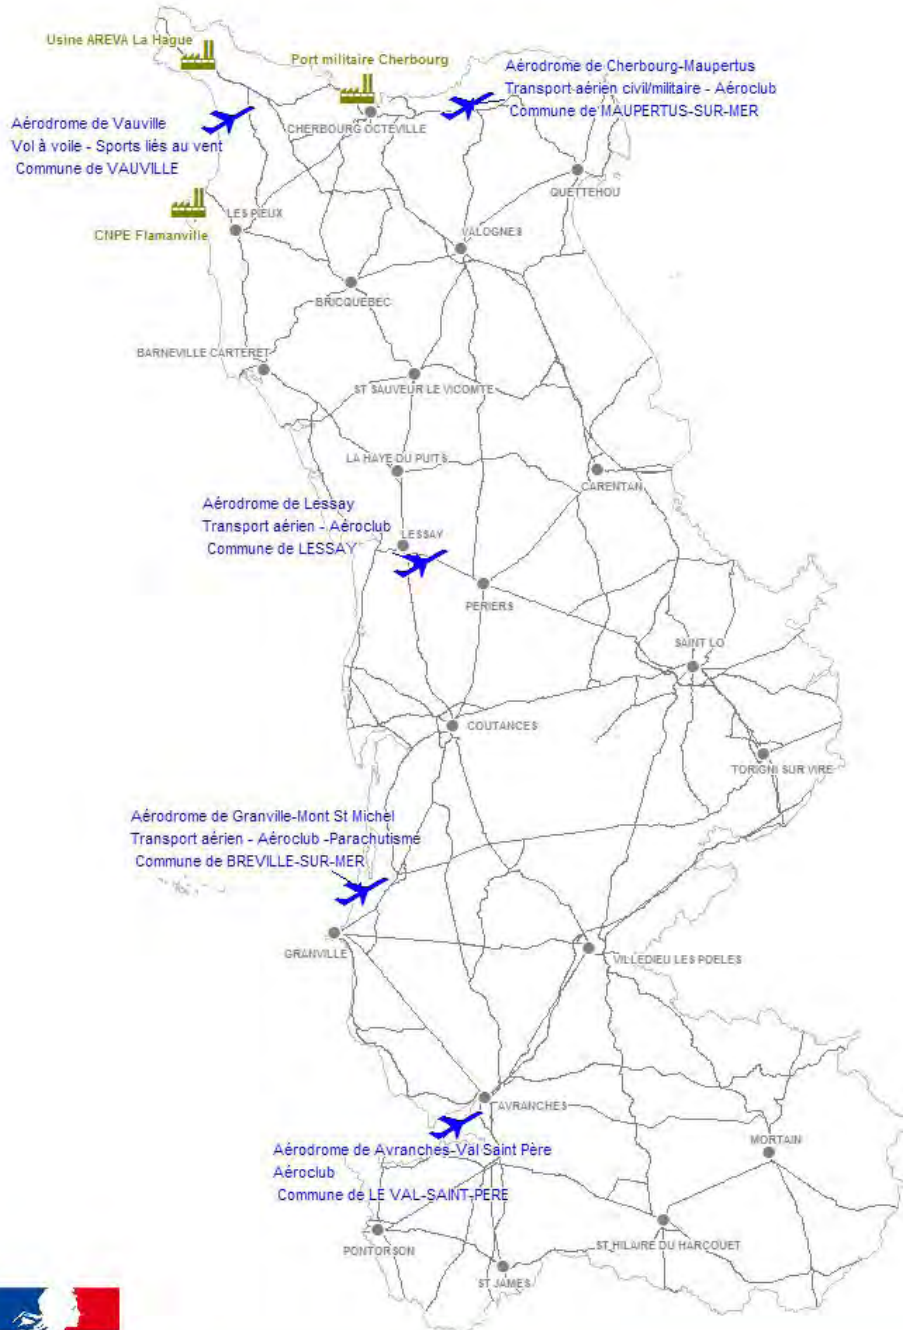 Usine AREVA La Hague
Port militaire Cherbourg
Aérodrome de Cherbourg-Maupertus
Transport aérien civil/militaire - Aéroclub
Commune de MAUPERTUS-SUR-MER
Aérodrome de Vauville
Vol à voile - Sports liés au vent
Commune de VAUVILLE
CHERBOURG OCTEVILLE
QUETTEHOU
LES PIEUX
CNPE Flamanville
VALOGNES
BRICQUEBEC
BARNEVILLE CARTERET
ST SAUVEUR LE VICOMTE
LA HAYE DU PUITS
CARENTAN
Aérodrome de Lessay
Transport aérien - Aéroclub
Commune de LESSAY
LESSAY
PERIERS
SAINT LO
COUTANCES
TORIGNI SUR VIRE
Aérodrome de Granville-Mont St Michel
Transport aérien - Aéroclub -Parachutisme
Commune de BREVILLE-SUR-MER
GRANVILLE
VILLEDIEU LES POELES
AVRANCHES
Aérodrome de Avranches-Val Saint Père
Aéroclub
Commune de LE VAL-SAINT-PERE
MORTAIN
ST HILAIRE DU HARCOUET
PONTORSON
ST JAMES